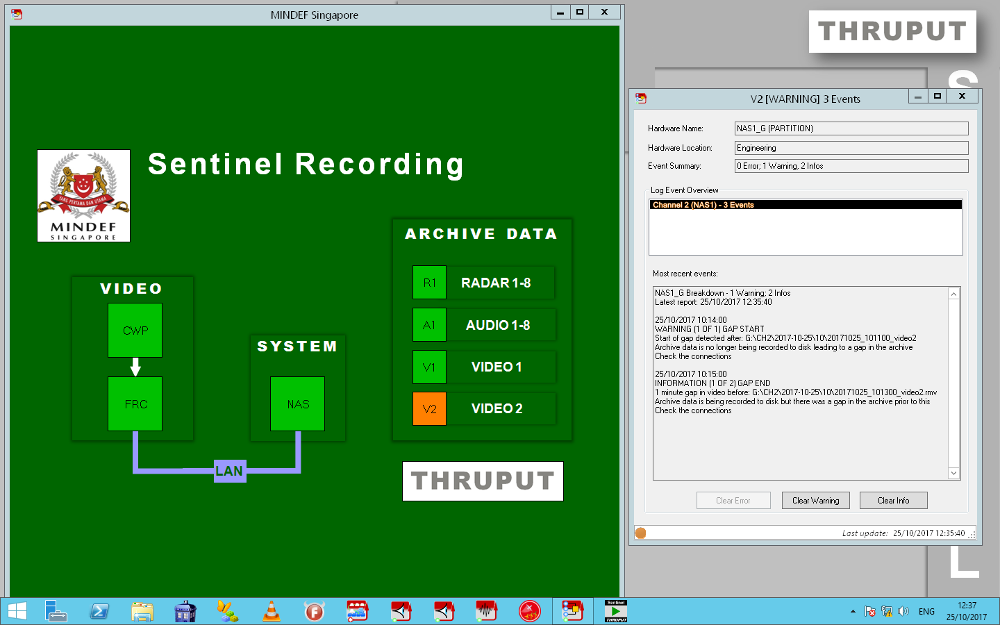 MINDEF Singapore
Sentinel Recording
YANG PERTAMA DAN UTAMA
MINDEF
SINGAPORE
VIDEO
CWP
FRC
SYSTEM
NAS
LAN
ARCHIVE DATA
R1 RADAR 1-8
A1 AUDIO 1-8
V1 VIDEO 1
V2 VIDEO 2
THRUPUT
THRUPUT
S
V2 [WARNING] 3 Events
Hardware Name: NAS1_G (PARTITION)
Hardware Location: Engineering
Event Summary: 0 Error; 1 Warning, 2 Infos
Log Event Overview
Channel 2 (NAS1) - 3 Events
Most recent events:
NAS1_G Breakdown - 1 Warning; 2 Infos
Latest report: 25/10/2017 12:35:40
25/10/2017 10:14:00
WARNING (1 OF 1) GAP START
Start of gap detected after: G:\CH2\2017-10-25\10\20171025_101100_video2
Archive data is no longer being recorded to disk leading to a gap in the archive
Check the connections
25/10/2017 10:15:00
INFORMATION (1 OF 2) GAP END
1 minute gap in video before: G:\CH2\2017-10-25\10\20171025_101300_video2.rmv
Archive data is being recorded to disk but there was a gap in the archive prior to this
Check the connections
Clear Error Clear Warning Clear Info
Last update: 25/10/2017 12:35:40
L
Sentinel
THRUPUT
ENG
12:37
25/10/2017